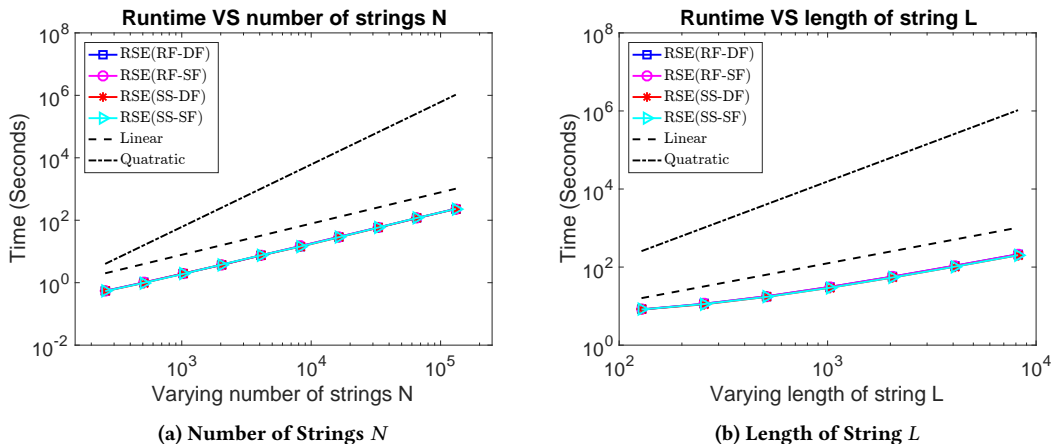 Runtime VS number of strings N
10^8
10^6
10^4
10^2
10^0
10^-2
Time (Seconds)
RSE(RF-DF)
RSE(RF-SF)
RSE(SS-DF)
RSE(SS-SF)
Linear
Quatratic
10^3
10^4
10^5
Varying number of strings N
(a) Number of Strings N
Runtime VS length of string L
10^8
10^6
10^4
10^2
10^0
Time (Seconds)
RSE(RF-DF)
RSE(RF-SF)
RSE(SS-DF)
RSE(SS-SF)
Linear
Quatratic
10^2
10^3
10^4
Varying length of string L
(b) Length of String L